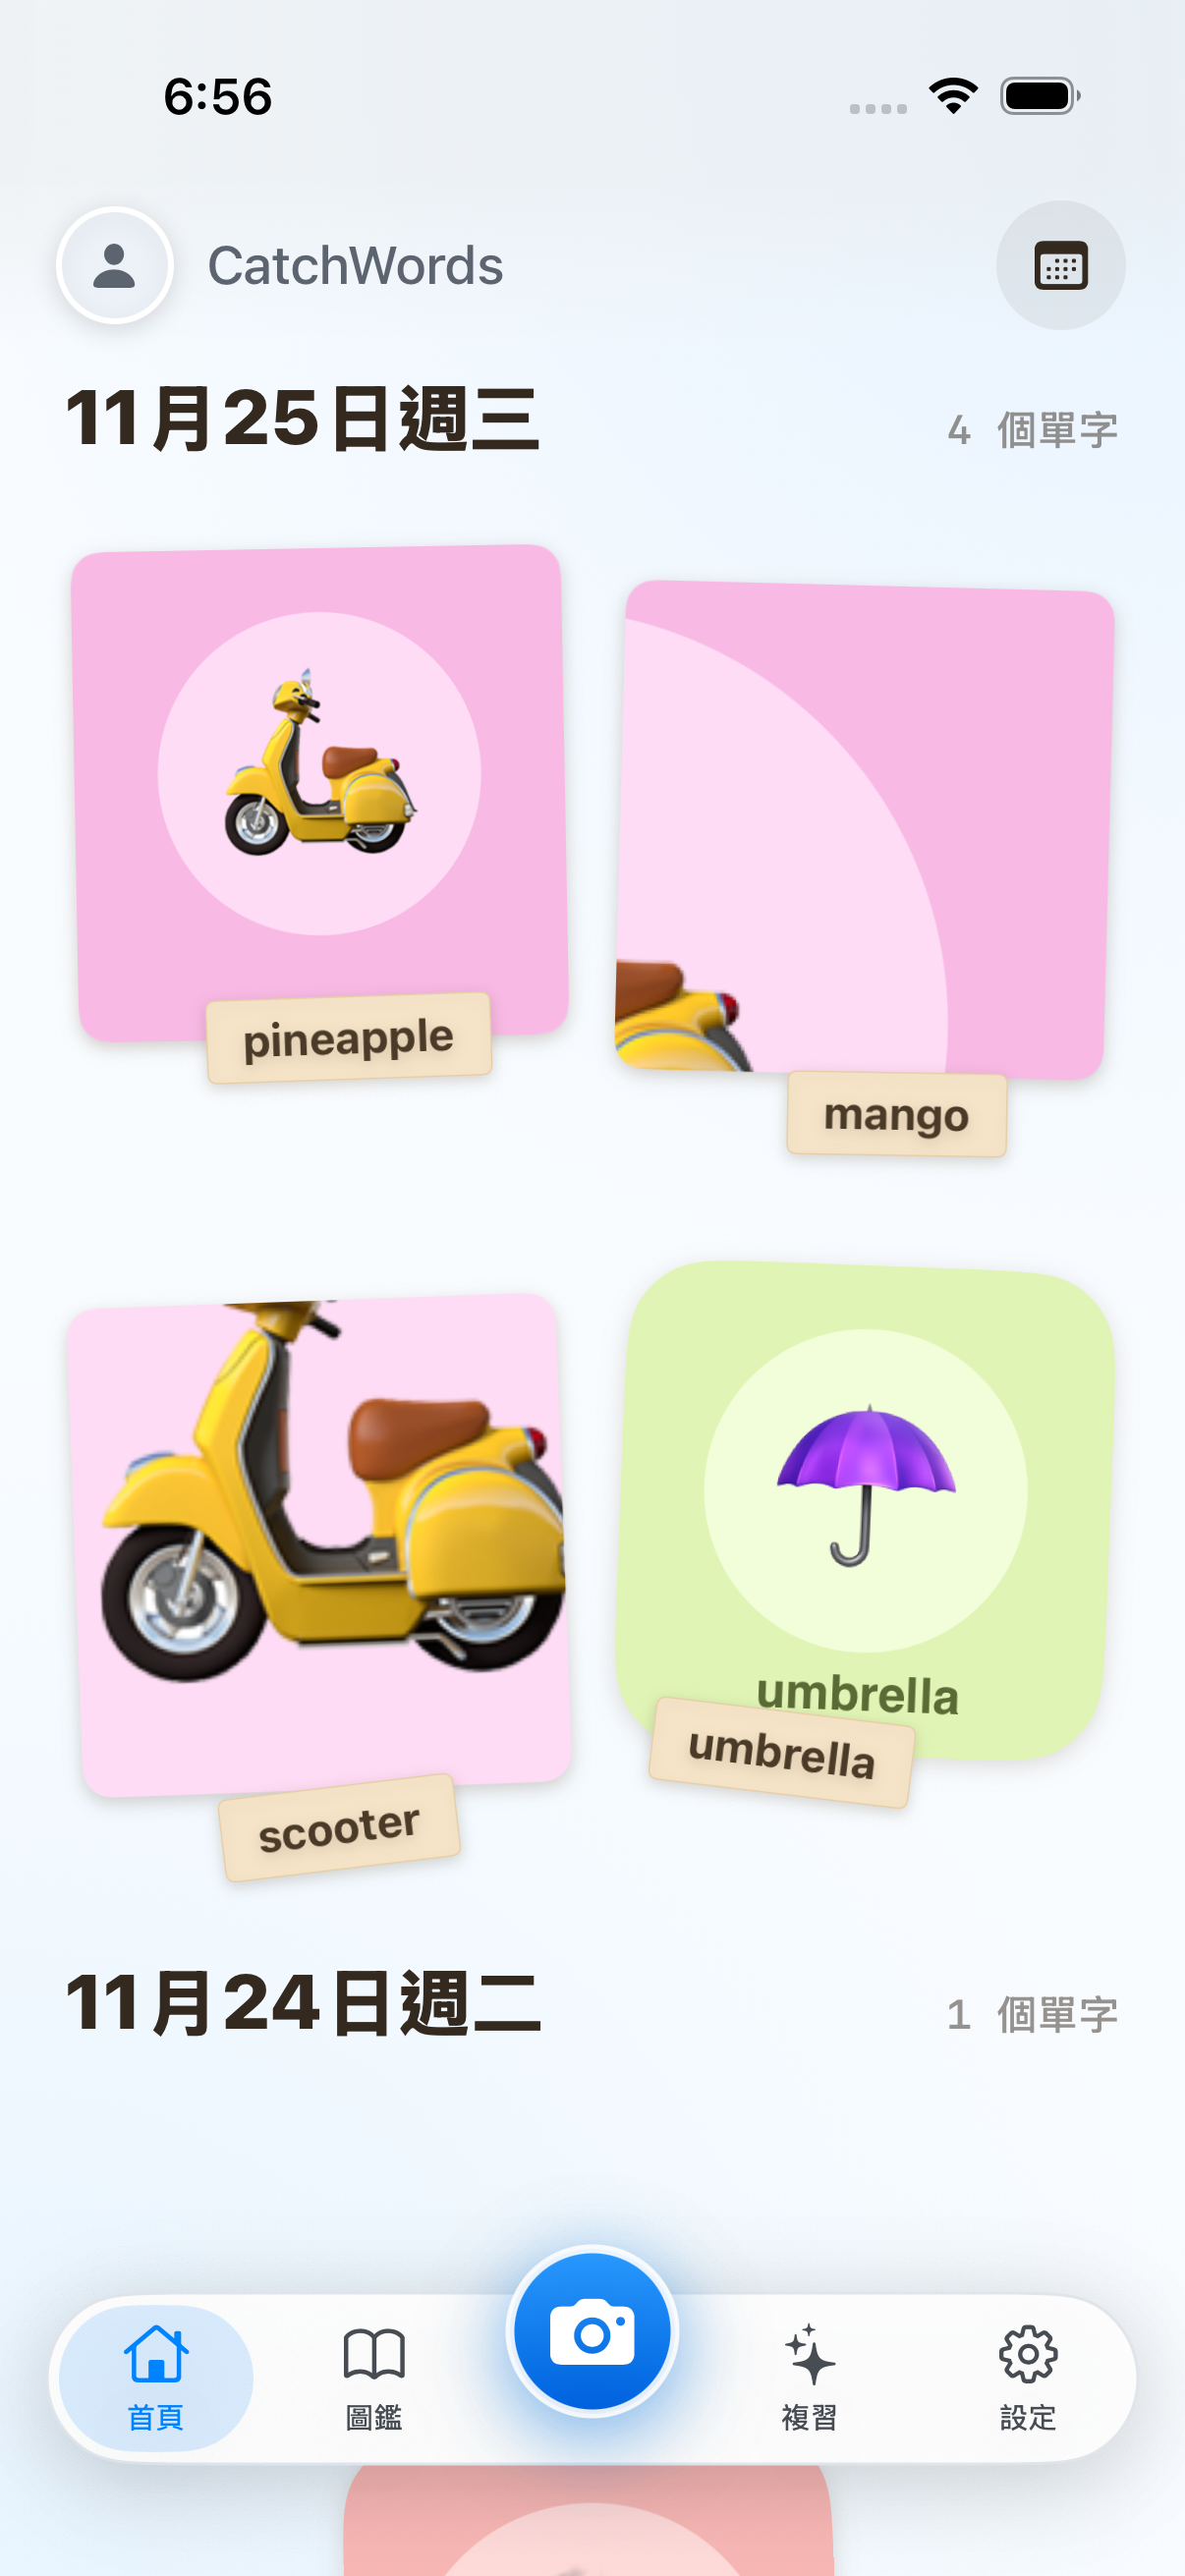 6:56
CatchWords
11月25日週三
4 個單字
pineapple
mango
scooter
umbrella
umbrella
11月24日週二
1 個單字
首頁
圖鑑
複習
設定